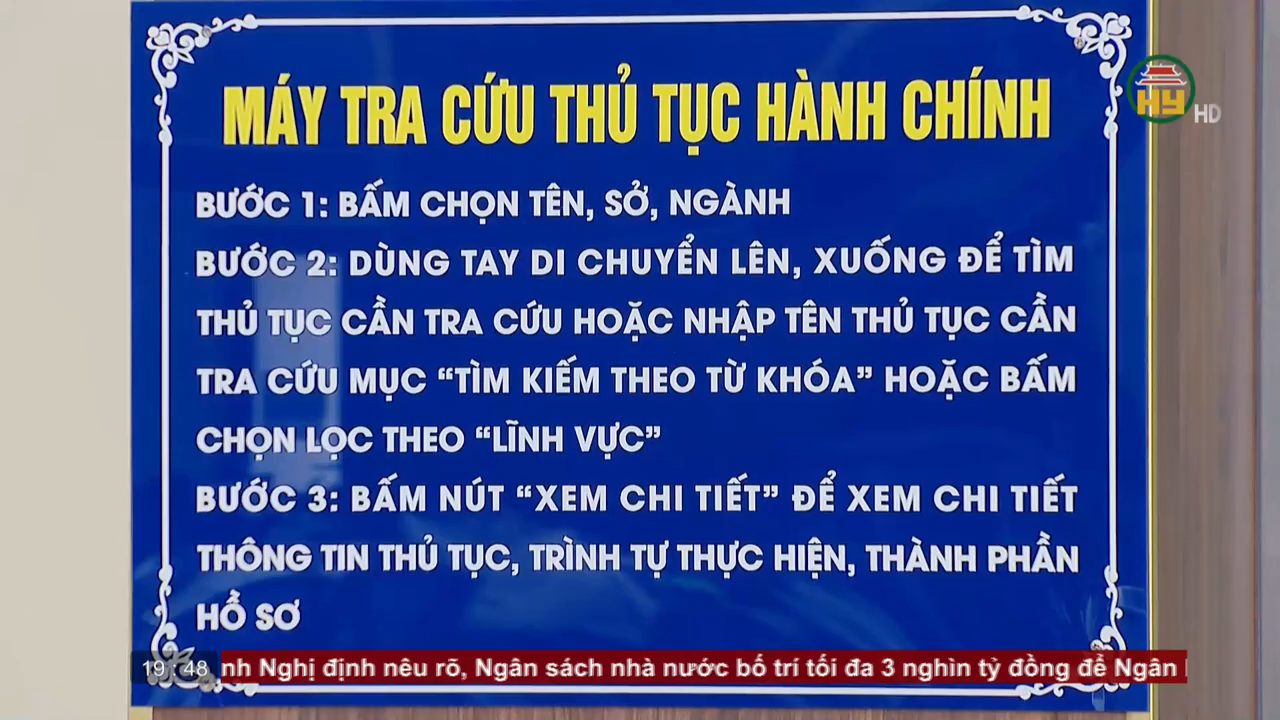 MÁY TRA CỨU THỦ TỤC HÀNH CHÍNH
HY HD
BƯỚC 1: BẤM CHỌN TÊN, SỞ, NGÀNH
BƯỚC 2: DÙNG TAY DI CHUYỂN LÊN, XUỐNG ĐỂ TÌM
THỦ TỤC CẦN TRA CỨU HOẶC NHẬP TÊN THỦ TỤC CẦN
TRA CỨU MỤC “TÌM KIẾM THEO TỪ KHÓA” HOẶC BẤM
CHỌN LỌC THEO “LĨNH VỰC”
BƯỚC 3: BẤM NÚT “XEM CHI TIẾT” ĐỂ XEM CHI TIẾT
THÔNG TIN THỦ TỤC, TRÌNH TỰ THỰC HIỆN, THÀNH PHẦN
HỒ SƠ
19:48 nh Nghị định nêu rõ, Ngân sách nhà nước bố trí tối đa 3 nghìn tỷ đồng để Ngân